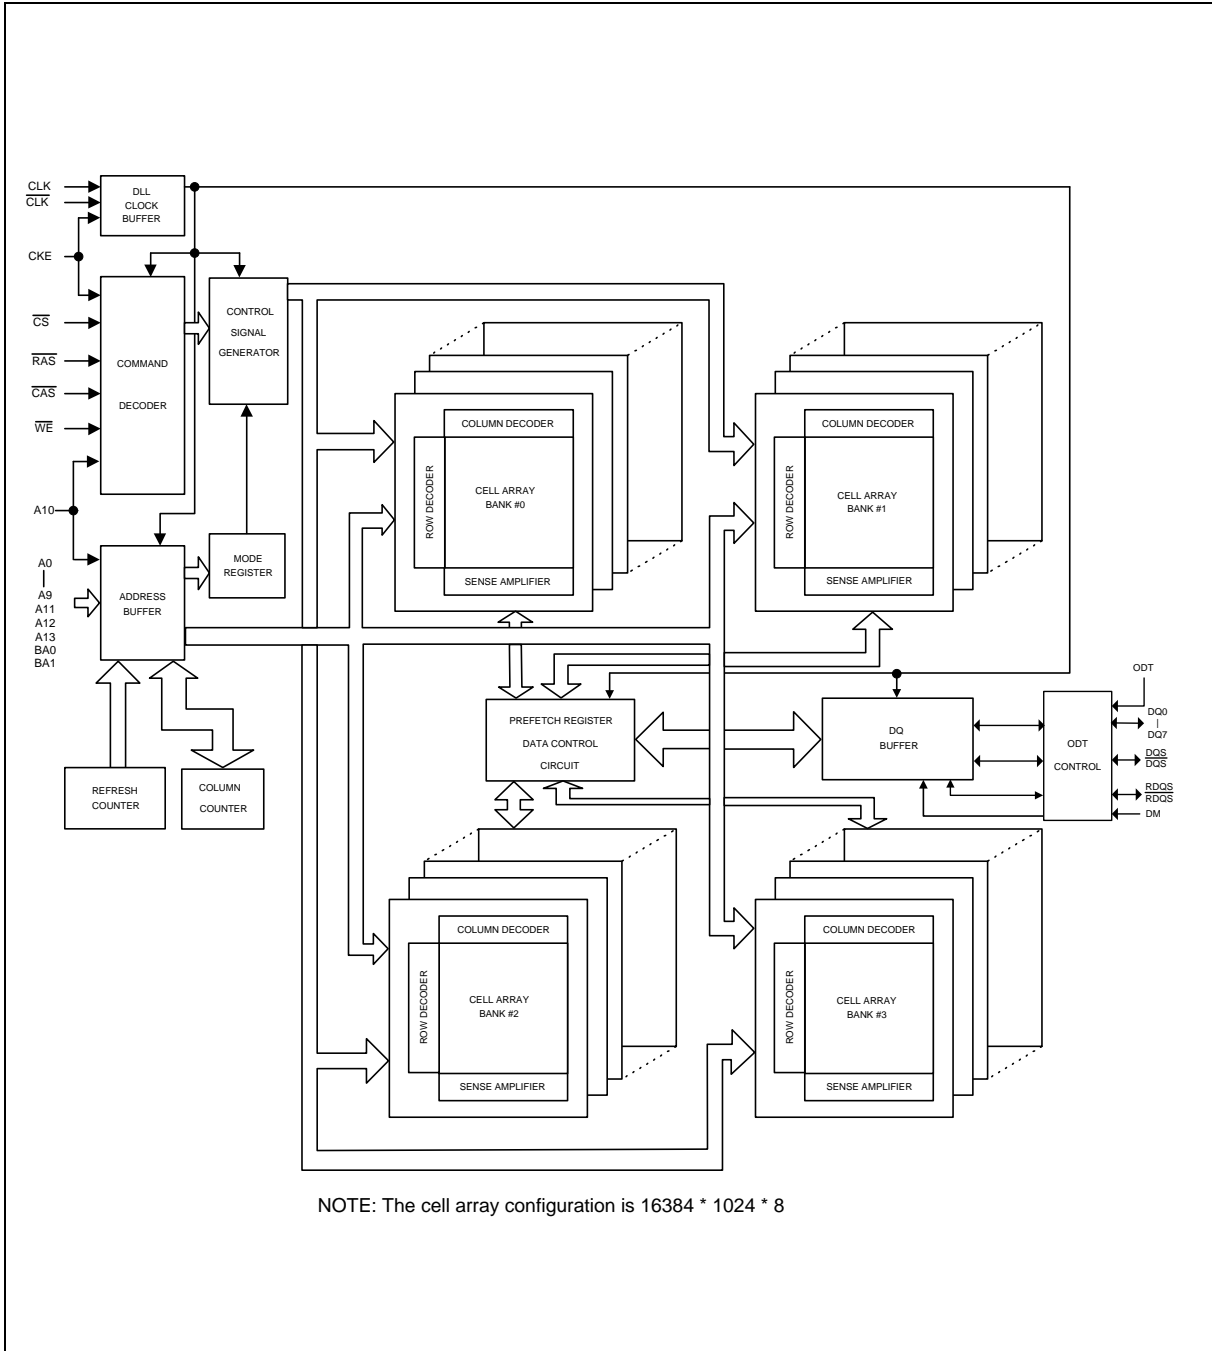 CLK
CLK
CKE
CS
RAS
CAS
WE
A10
A0
A9
A11
A12
A13
BA0
BA1
DLL
CLOCK
BUFFER
COMMAND
DECODER
CONTROL
SIGNAL
GENERATOR
MODE
REGISTER
ADDRESS
BUFFER
REFRESH
COUNTER
COLUMN
COUNTER
COLUMN DECODER
ROW DECODER
CELL ARRAY
BANK #0
SENSE AMPLIFIER
COLUMN DECODER
ROW DECODER
CELL ARRAY
BANK #1
SENSE AMPLIFIER
PREFETCH REGISTER
DATA CONTROL
CIRCUIT
DQ
BUFFER
ODT
CONTROL
ODT
DQ0
|
DQ7
DQS
DQS
RDQS
RDQS
DM
COLUMN DECODER
ROW DECODER
CELL ARRAY
BANK #2
SENSE AMPLIFIER
COLUMN DECODER
ROW DECODER
CELL ARRAY
BANK #3
SENSE AMPLIFIER
NOTE: The cell array configuration is 16384 * 1024 * 8